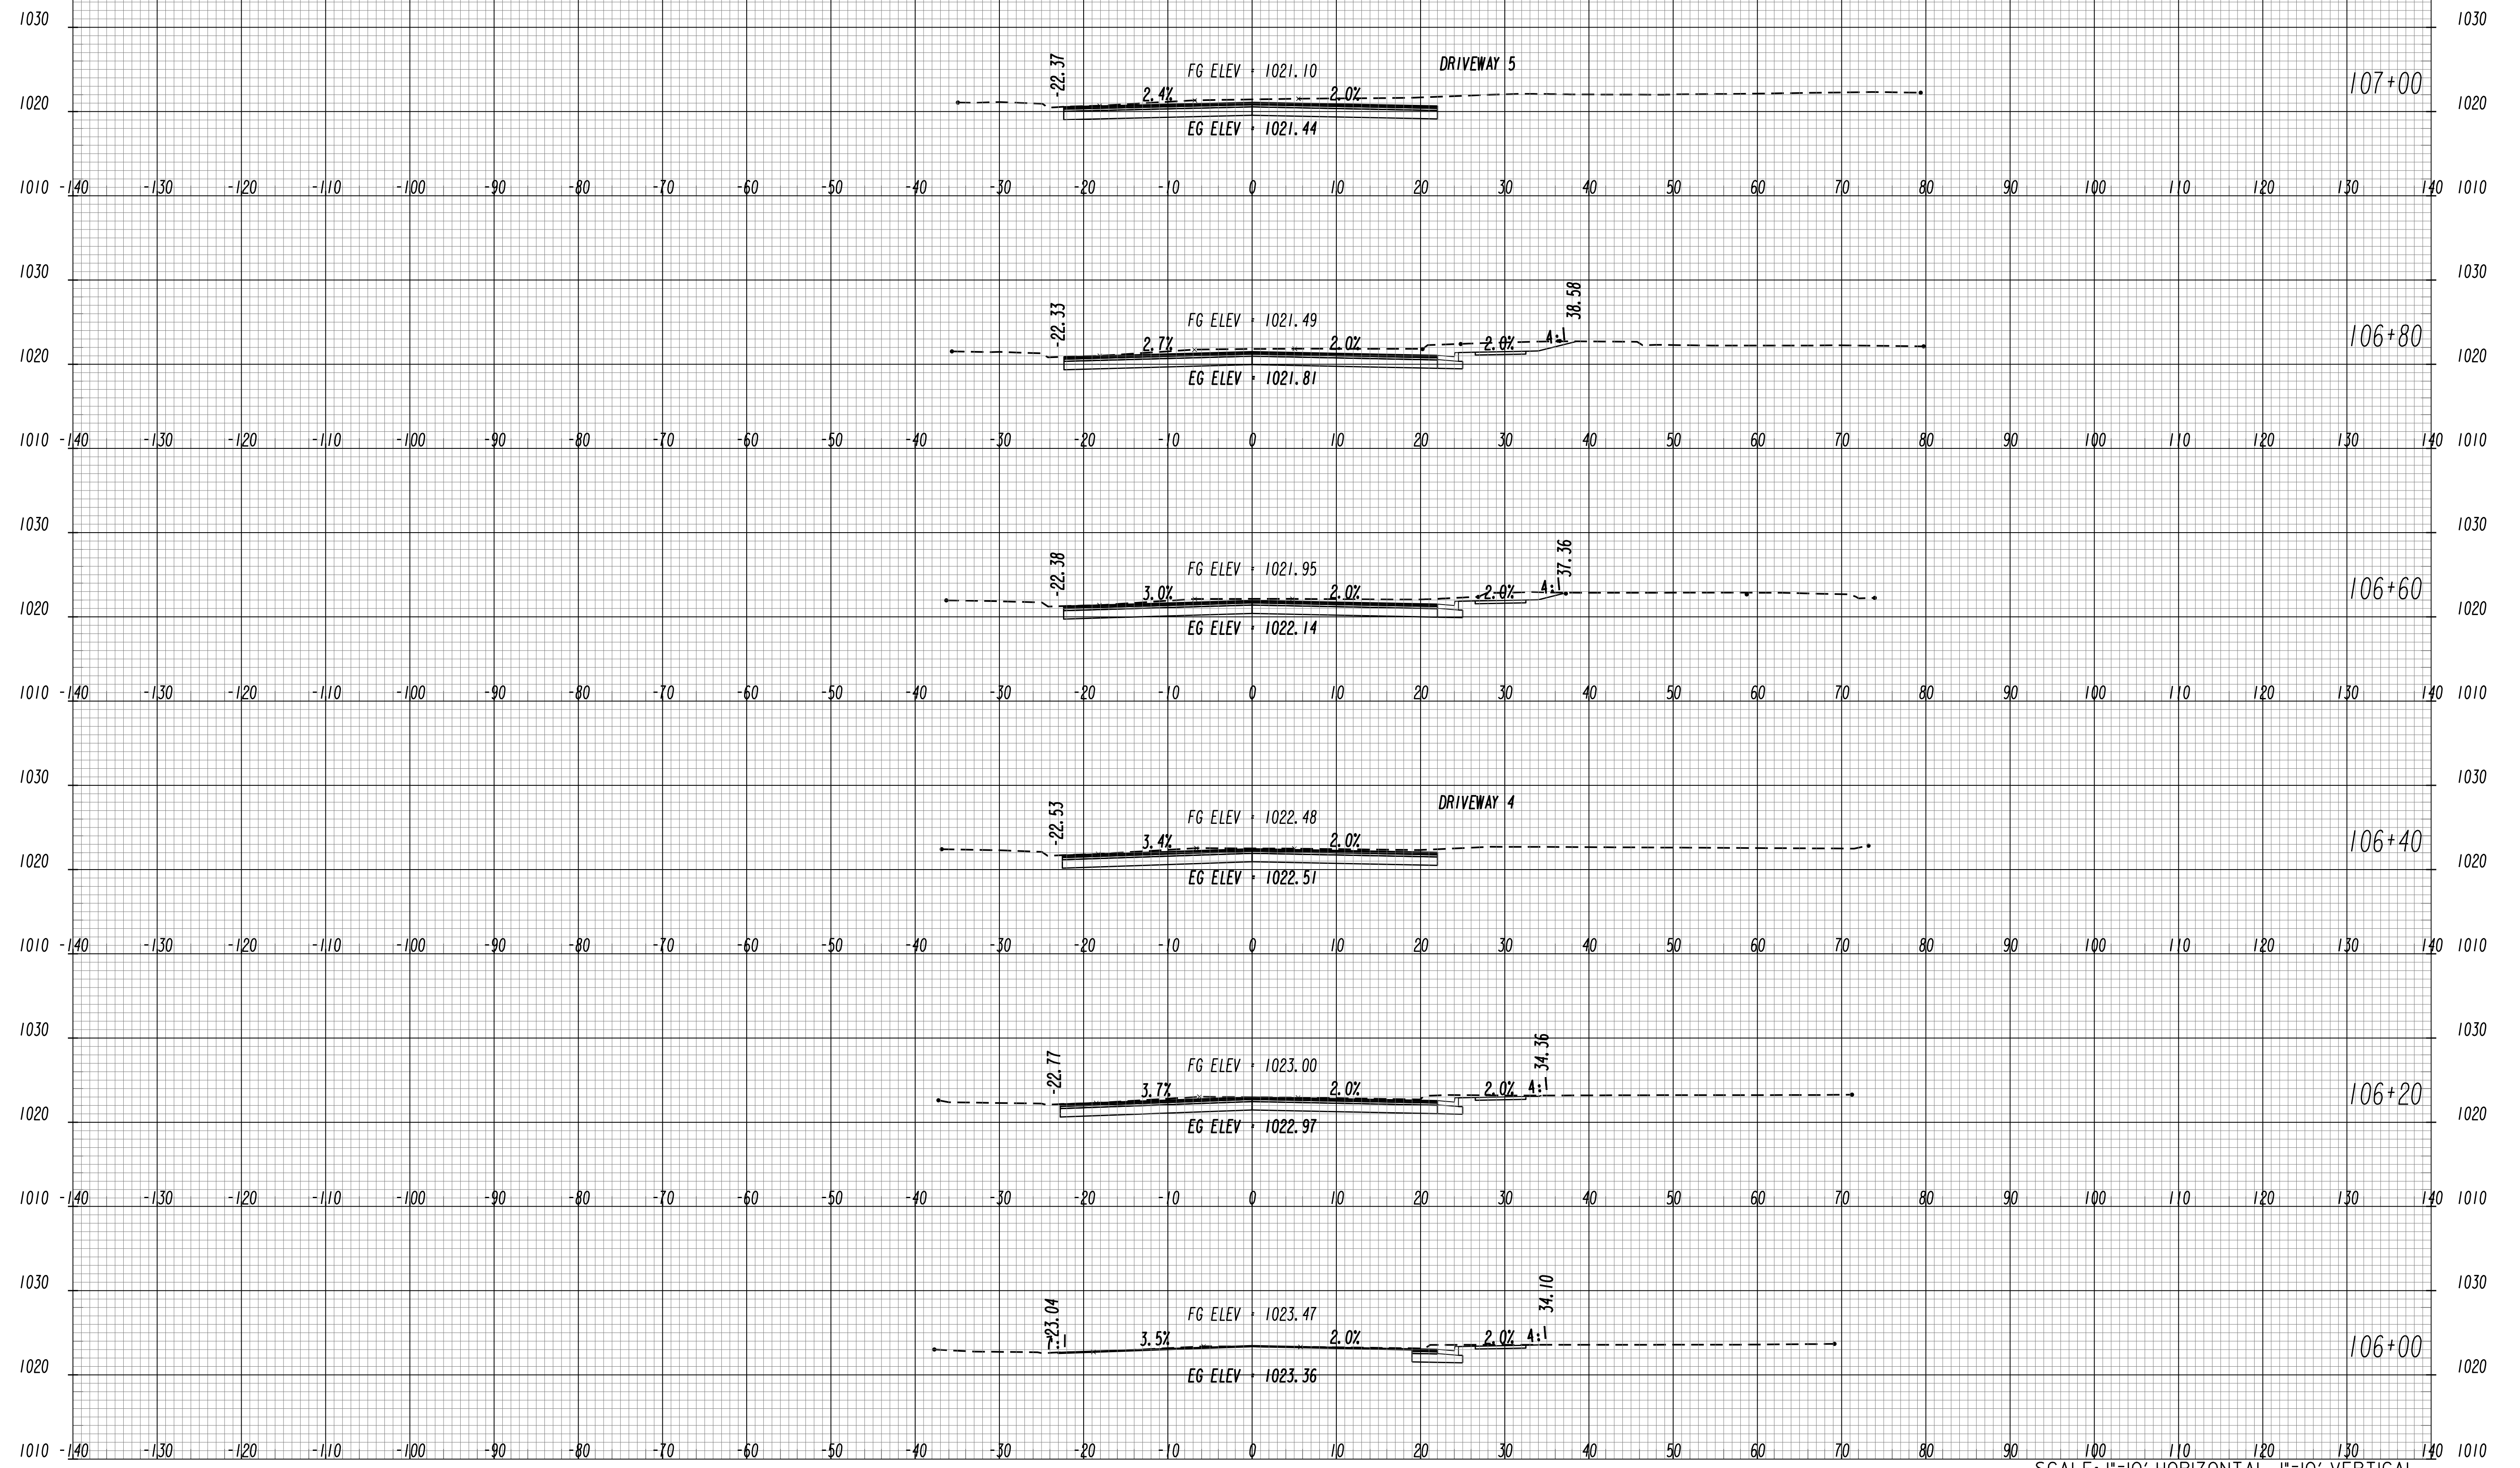 1030 1030
-22.37 FG ELEV = 1021.10 DRIVEWAY 5 107+00
1020 2.4% 2.0% 1020
EG ELEV = 1021.44
1010 -140 -130 -120 -110 -100 -90 -80 -70 -60 -50 -40 -30 -20 -10 0 10 20 30 40 50 60 70 80 90 100 110 120 130 140 1010
1030 1030
-22.33 FG ELEV = 1021.49 38.58 106+80
1020 2.7% 2.0% 2.0% 4:1 1020
EG ELEV = 1021.81
1010 -140 -130 -120 -110 -100 -90 -80 -70 -60 -50 -40 -30 -20 -10 0 10 20 30 40 50 60 70 80 90 100 110 120 130 140 1010
1030 1030
-22.38 FG ELEV = 1021.95 37.36 106+60
1020 3.0% 2.0% 2.0% 4:1 1020
EG ELEV = 1022.14
1010 -140 -130 -120 -110 -100 -90 -80 -70 -60 -50 -40 -30 -20 -10 0 10 20 30 40 50 60 70 80 90 100 110 120 130 140 1010
1030 1030
-22.53 FG ELEV = 1022.48 DRIVEWAY 4 106+40
1020 3.4% 2.0% 1020
EG ELEV = 1022.51
1010 -140 -130 -120 -110 -100 -90 -80 -70 -60 -50 -40 -30 -20 -10 0 10 20 30 40 50 60 70 80 90 100 110 120 130 140 1010
1030 1030
-22.77 FG ELEV = 1023.00 34.36 106+20
1020 3.7% 2.0% 2.0% 4:1 1020
EG ELEV = 1022.97
1010 -140 -130 -120 -110 -100 -90 -80 -70 -60 -50 -40 -30 -20 -10 0 10 20 30 40 50 60 70 80 90 100 110 120 130 140 1010
1030 1030
-23.04 FG ELEV = 1023.47 34.10 106+00
1020 3.5% 2.0% 2.0% 4:1 1020
EG ELEV = 1023.36
1010 -140 -130 -120 -110 -100 -90 -80 -70 -60 -50 -40 -30 -20 -10 0 10 20 30 40 50 60 70 80 90 100 110 120 130 140 1010
SCALE: 1"=10' HORIZONTAL, 1"=10' VERTICAL